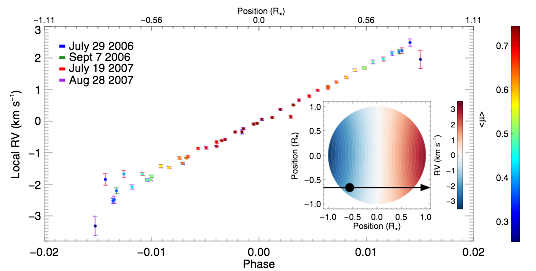 Position (R⋆)
−1.11 −0.56 0.0 0.56 1.11
3
2
1
0
−1
−2
−3
Local RV (km s⁻¹)
July 29 2006
Sept 7 2006
July 19 2007
Aug 28 2007
−0.02 −0.01 0.00 0.01 0.02
Phase
1.0
0.5
0.0
−0.5
−1.0
Position (R⋆)
−1.0 −0.5 0.0 0.5 1.0
Position (R⋆)
3
2
1
0
−1
−2
−3
RV (km s⁻¹)
0.7
0.6
0.5
0.4
0.3